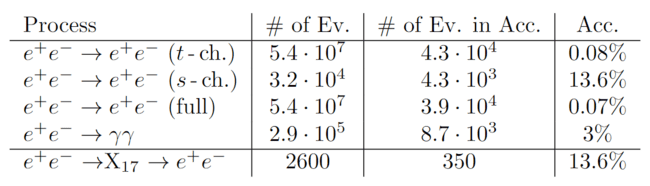 Process # of Ev. # of Ev. in Acc. Acc.
e⁺e⁻ → e⁺e⁻ (t-ch.) 5.4 · 10⁷ 4.3 · 10⁴ 0.08%
e⁺e⁻ → e⁺e⁻ (s-ch.) 3.2 · 10⁴ 4.3 · 10³ 13.6%
e⁺e⁻ → e⁺e⁻ (full) 5.4 · 10⁷ 3.9 · 10⁴ 0.07%
e⁺e⁻ → γγ 2.9 · 10⁵ 8.7 · 10³ 3%
e⁺e⁻ →X₁₇ → e⁺e⁻ 2600 350 13.6%